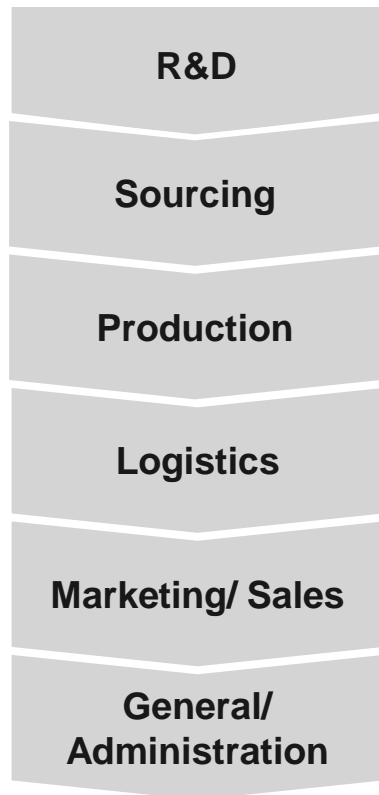 R&D
Sourcing
Production
Logistics
Marketing/ Sales
General/
Administration